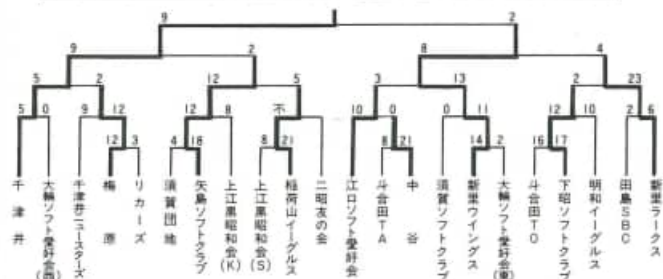 9 2
9 2 8 4
5 2 12 5 3 13 2 23
5 0 9 12 12 8 不 10 0 0 11 12 10 2 6
12 3 4 18 8 21 8 21 14 2 16 17
千津井
大輪ソフト愛好会(西)
千津井ニュースターズ
梅原
リカーズ
須賀団地
矢島ソフトクラブ
上江黒昭和会(K)
上江黒昭和会(S)
稲荷山イーグルス
二昭友の会
江口ソフト愛好会
斗合田TA
中谷
須賀ソフトクラブ
新里ウイングス
大輪ソフト愛好会(東)
斗合田TO
下昭ソフトクラブ
明和イーグルス
田島SBC
新里ラークス